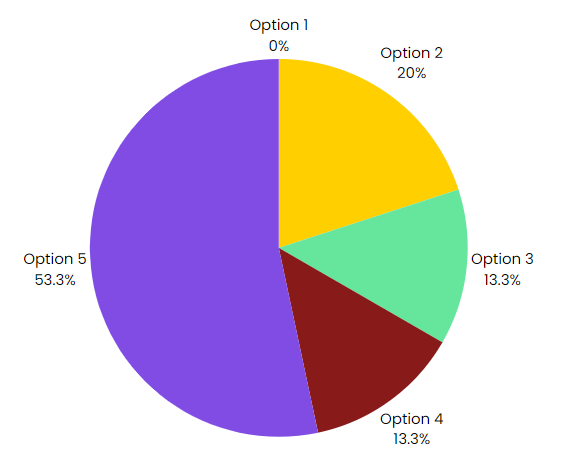 Option 1
0%
Option 2
20%
Option 3
13.3%
Option 4
13.3%
Option 5
53.3%